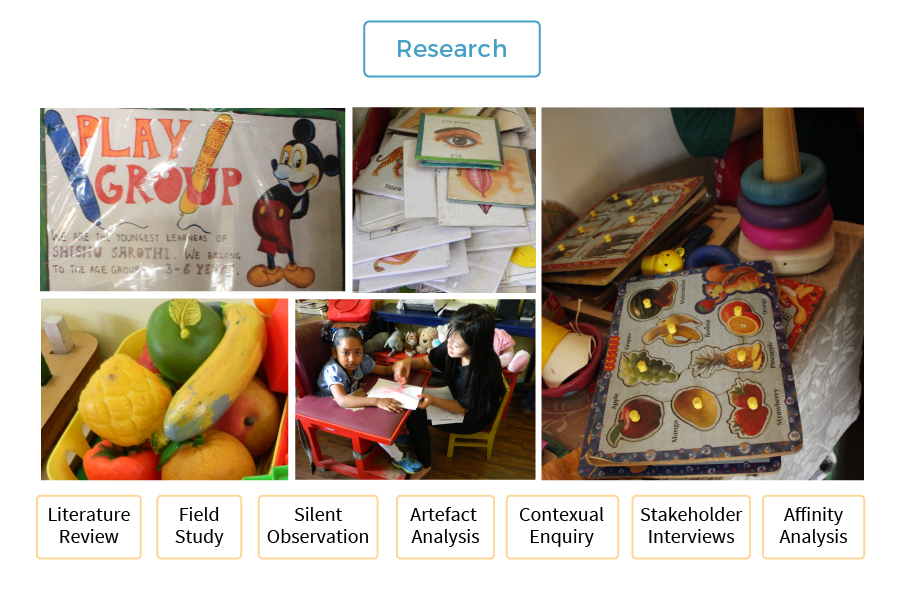 Research
PLAY
GROUP
WE ARE THE YOUNGEST LEARNERS OF
SHISHU SAROTHI. WE BELONG
TO THE AGE GROUP 3-6 YEARS.
TIGER
EYE
Watermelon
Banana
Orange
Grapes
Pineapple
Apple
Mango
Strawberry
Literature
Review
Field
Study
Silent
Observation
Artefact
Analysis
Contexual
Enquiry
Stakeholder
Interviews
Affinity
Analysis